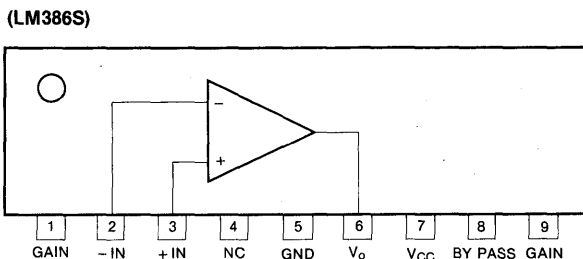 (LM386S)
−
+
1 2 3 4 5 6 7 8 9
GAIN − IN + IN NC GND Vo VCC BY PASS GAIN